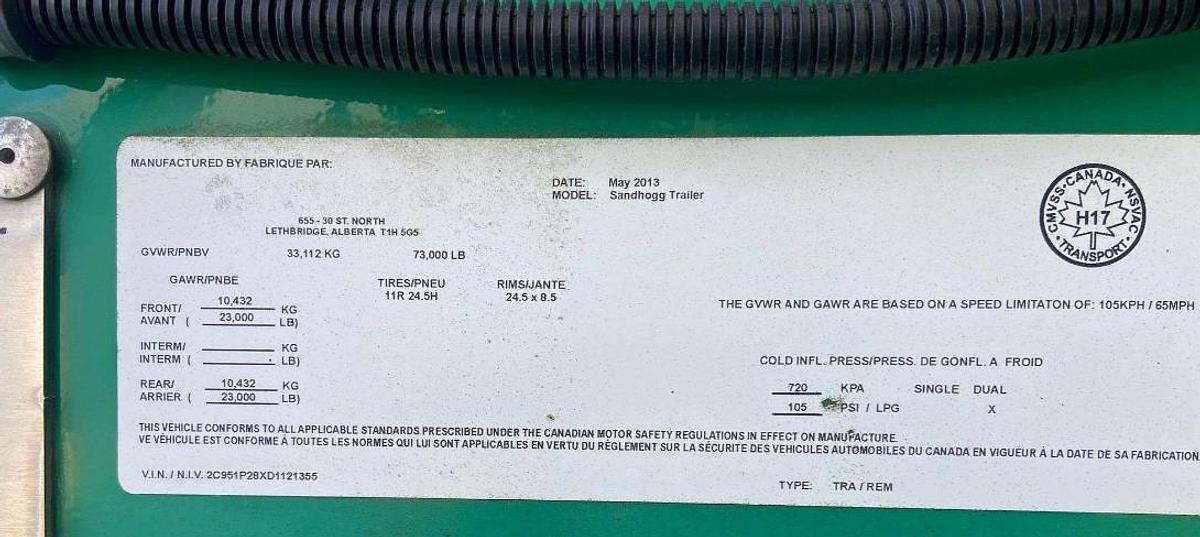 MANUFACTURED BY FABRIQUE PAR:
DATE: May 2013
MODEL: Sandhogg Trailer
655 - 30 ST. NORTH
LETHBRIDGE, ALBERTA T1H 5G5
CMVSS · CANADA · NSVAC · TRANSPORT ·
H17
GVWR/PNBV 33,112 KG 73,000 LB
GAWR/PNBE TIRES/PNEU RIMS/JANTE
11R 24.5H 24.5 x 8.5
FRONT/ 10,432 KG
AVANT ( 23,000 LB)
THE GVWR AND GAWR ARE BASED ON A SPEED LIMITATON OF: 105KPH / 65MPH
INTERM/ KG
INTERM ( LB)
COLD INFL. PRESS/PRESS. DE GONFL. A FROID
REAR/ 10,432 KG
ARRIER ( 23,000 LB)
720 KPA SINGLE DUAL
105 PSI / LPG X
THIS VEHICLE CONFORMS TO ALL APPLICABLE STANDARDS PRESCRIBED UNDER THE CANADIAN MOTOR SAFETY REGULATIONS IN EFFECT ON MANUFACTURE.
VE VÉHICULE EST CONFORME À TOUTES LES NORMES QUI LUI SONT APPLICABLES EN VERTU DU RÈGLEMENT SUR LA SÉCURITE DES VEHICULES AUTOMOBILES DU CANADA EN VIGUEUR À LA DATE DE SA FABRICATION.
V.I.N. / N.I.V. 2C951P28XD1121355
TYPE: TRA / REM